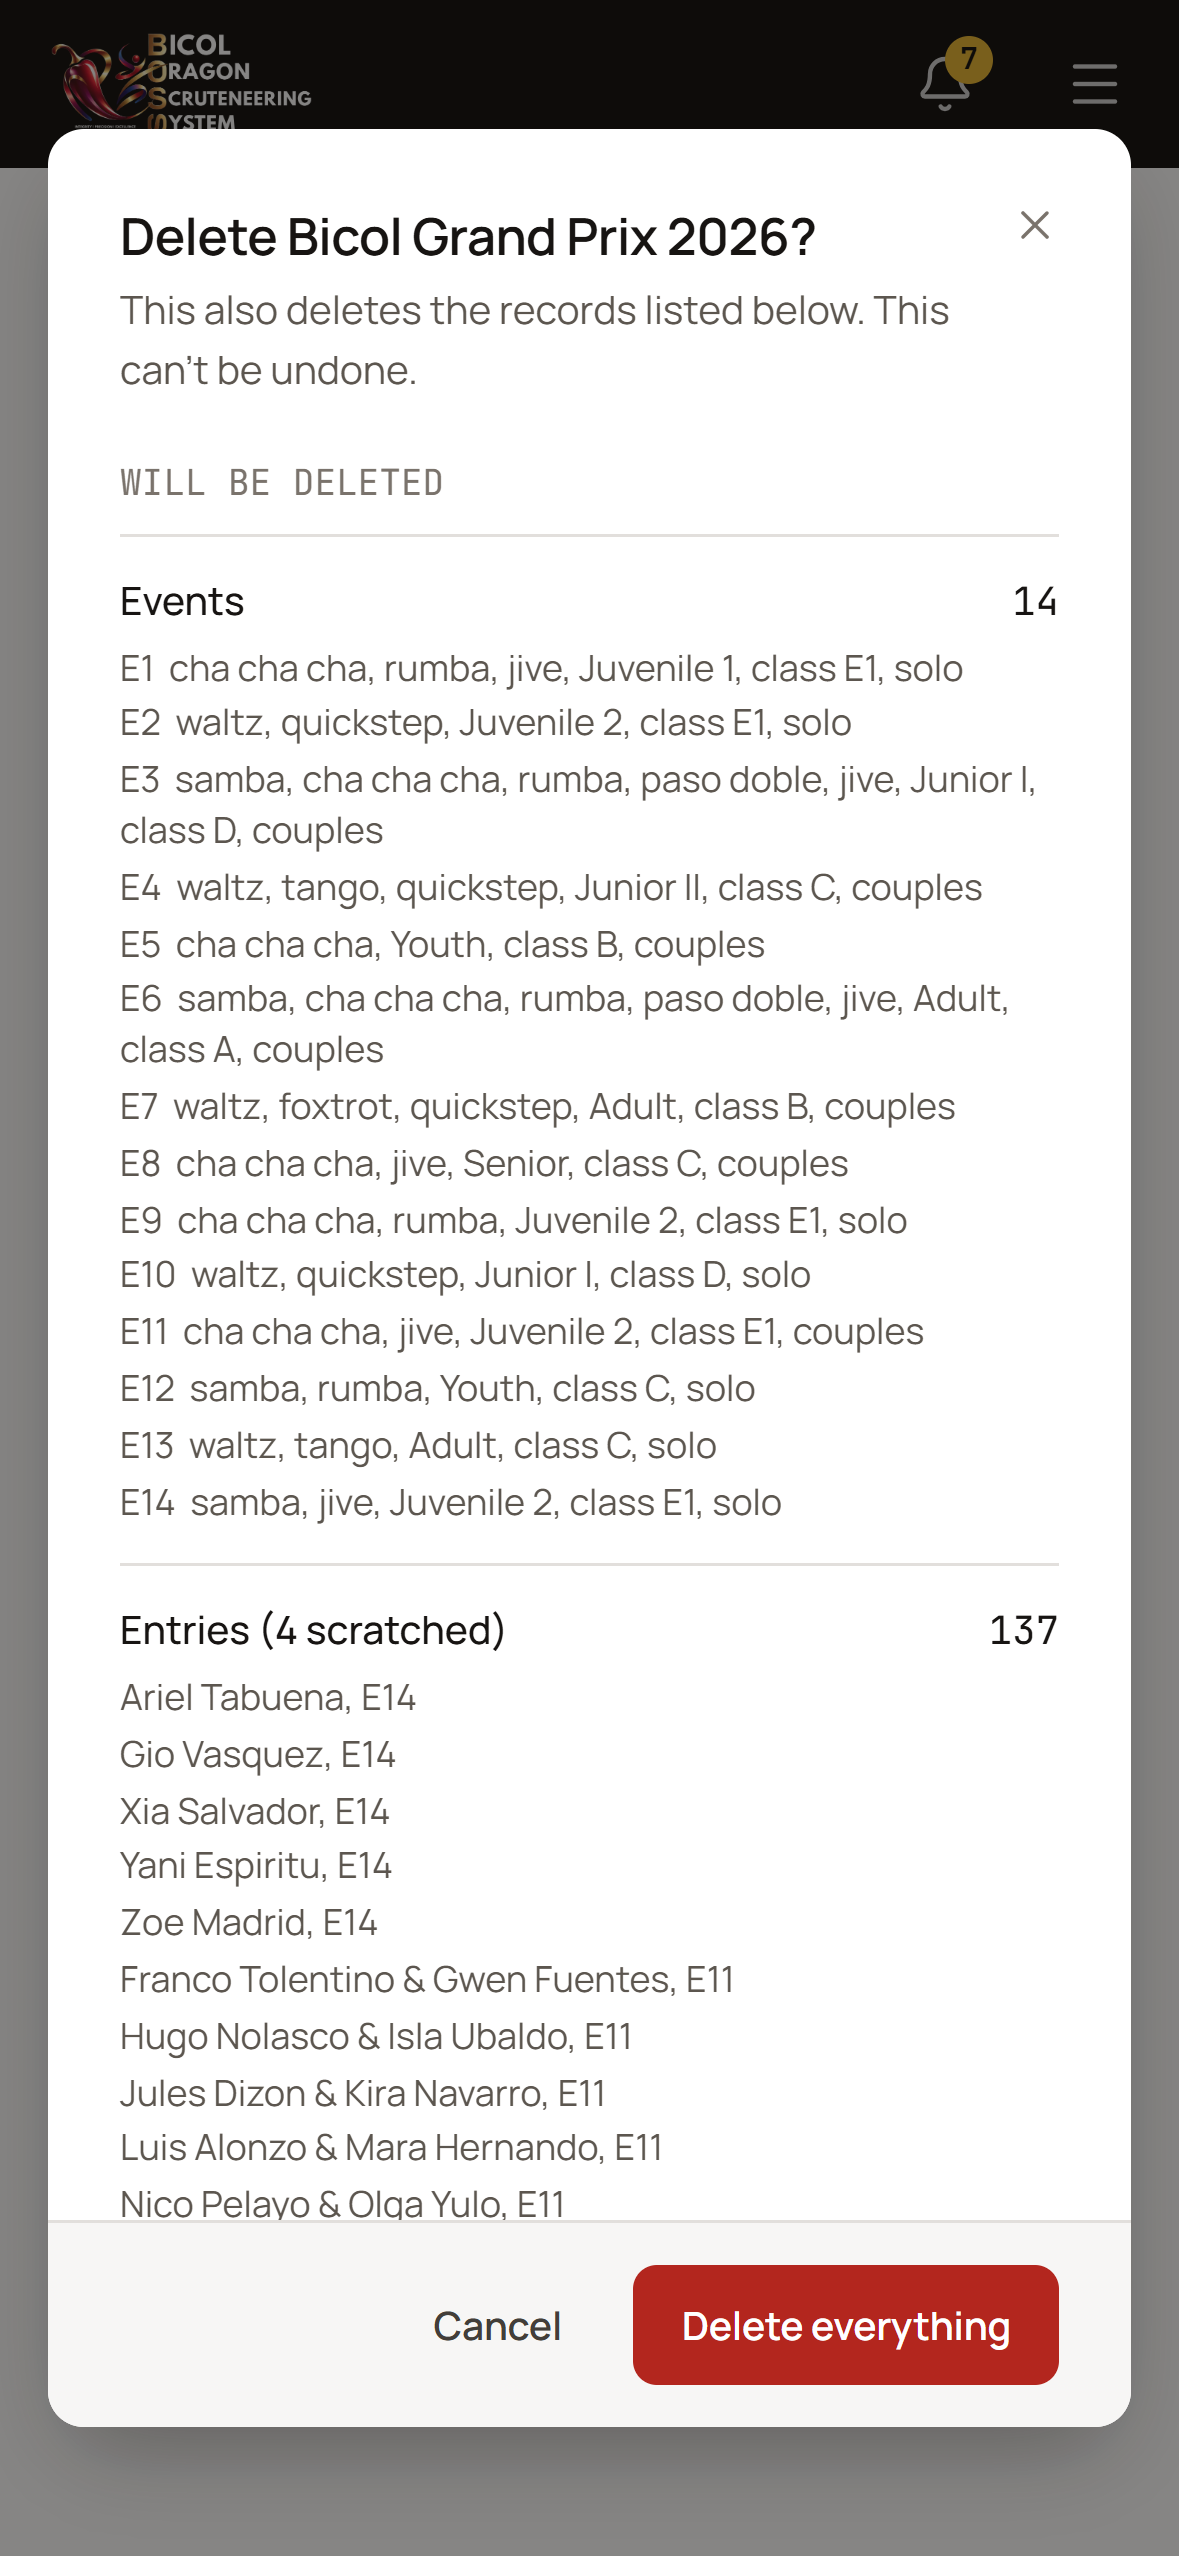 BICOL
DRAGON
SCRUTENEERING
SYSTEM
7
Delete Bicol Grand Prix 2026?
This also deletes the records listed below. This
can’t be undone.
WILL BE DELETED
Events 14
E1 cha cha cha, rumba, jive, Juvenile 1, class E1, solo
E2 waltz, quickstep, Juvenile 2, class E1, solo
E3 samba, cha cha cha, rumba, paso doble, jive, Junior I,
class D, couples
E4 waltz, tango, quickstep, Junior II, class C, couples
E5 cha cha cha, Youth, class B, couples
E6 samba, cha cha cha, rumba, paso doble, jive, Adult,
class A, couples
E7 waltz, foxtrot, quickstep, Adult, class B, couples
E8 cha cha cha, jive, Senior, class C, couples
E9 cha cha cha, rumba, Juvenile 2, class E1, solo
E10 waltz, quickstep, Junior I, class D, solo
E11 cha cha cha, jive, Juvenile 2, class E1, couples
E12 samba, rumba, Youth, class C, solo
E13 waltz, tango, Adult, class C, solo
E14 samba, jive, Juvenile 2, class E1, solo
Entries (4 scratched) 137
Ariel Tabuena, E14
Gio Vasquez, E14
Xia Salvador, E14
Yani Espiritu, E14
Zoe Madrid, E14
Franco Tolentino & Gwen Fuentes, E11
Hugo Nolasco & Isla Ubaldo, E11
Jules Dizon & Kira Navarro, E11
Luis Alonzo & Mara Hernando, E11
Nico Pelayo & Olga Yulo, E11
Cancel
Delete everything